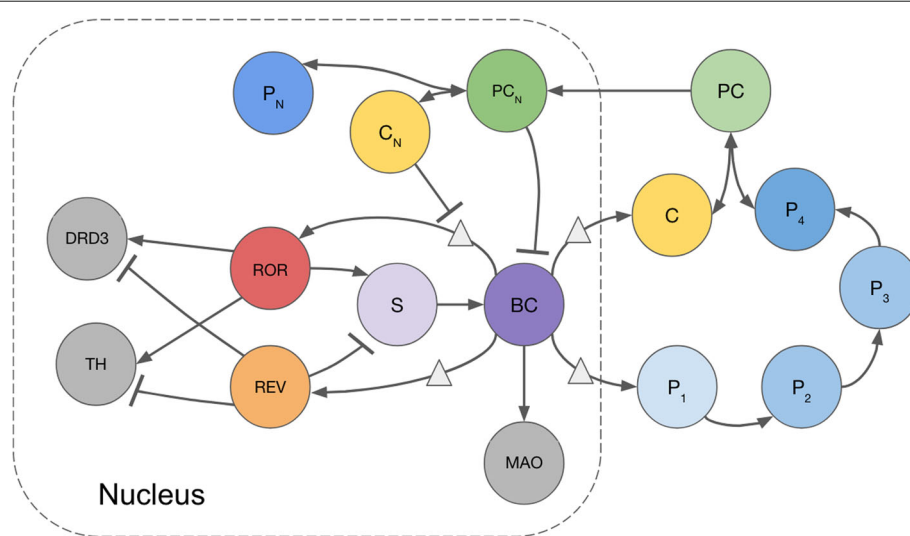 P_N
PC_N
PC
C_N
DRD3
ROR
S
BC
C
P_4
P_3
TH
REV
P_1
P_2
MAO
Nucleus